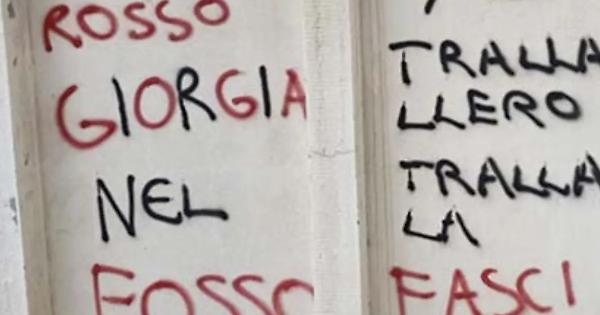 ROSSO
GIORGIA
NEL
FOSSO
TRALLA
LLERO
TRALLA
LA
FASCI